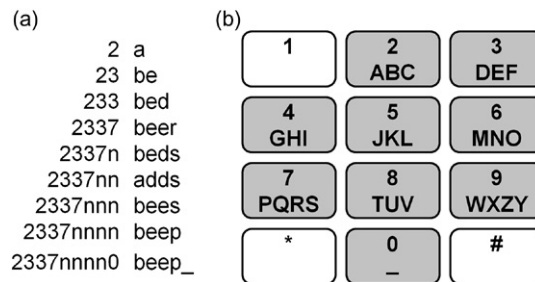 (a)
2 a
23 be
233 bed
2337 beer
2337n beds
2337nn adds
2337nnn bees
2337nnnn beep
2337nnnn0 beep_
(b)
1 2 3
ABC DEF
4 5 6
GHI JKL MNO
7 8 9
PQRS TUV WXZY
* 0 #
_